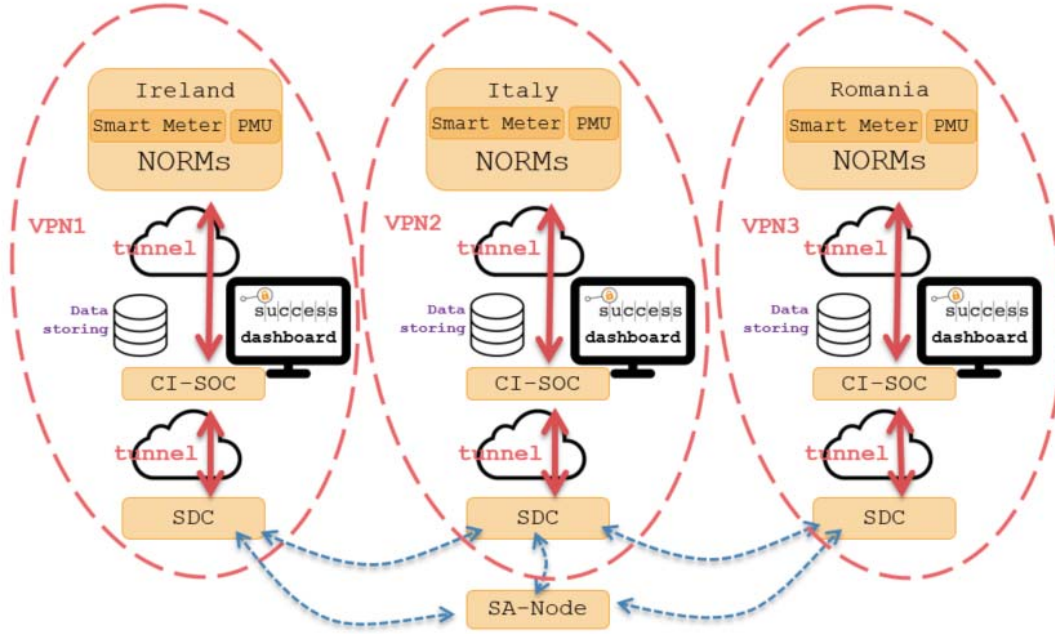 Ireland
Smart Meter PMU
NORMs
VPN1
tunnel
Data
storing
success
dashboard
CI-SOC
tunnel
SDC
Italy
Smart Meter PMU
NORMs
VPN2
tunnel
Data
storing
success
dashboard
CI-SOC
tunnel
SDC
Romania
Smart Meter PMU
NORMs
VPN3
tunnel
Data
storing
success
dashboard
CI-SOC
tunnel
SDC
SA-Node